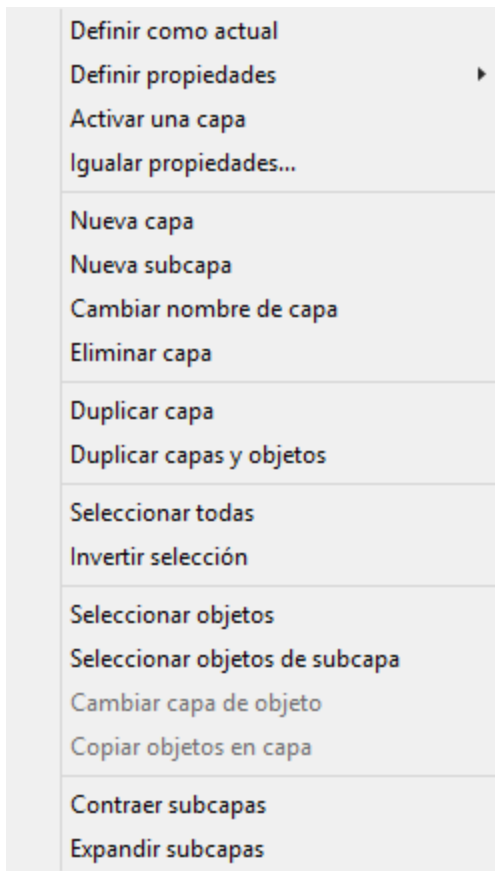 Definir como actual
Definir propiedades
Activar una capa
Igualar propiedades...
Nueva capa
Nueva subcapa
Cambiar nombre de capa
Eliminar capa
Duplicar capa
Duplicar capas y objetos
Seleccionar todas
Invertir selección
Seleccionar objetos
Seleccionar objetos de subcapa
Cambiar capa de objeto
Copiar objetos en capa
Contraer subcapas
Expandir subcapas